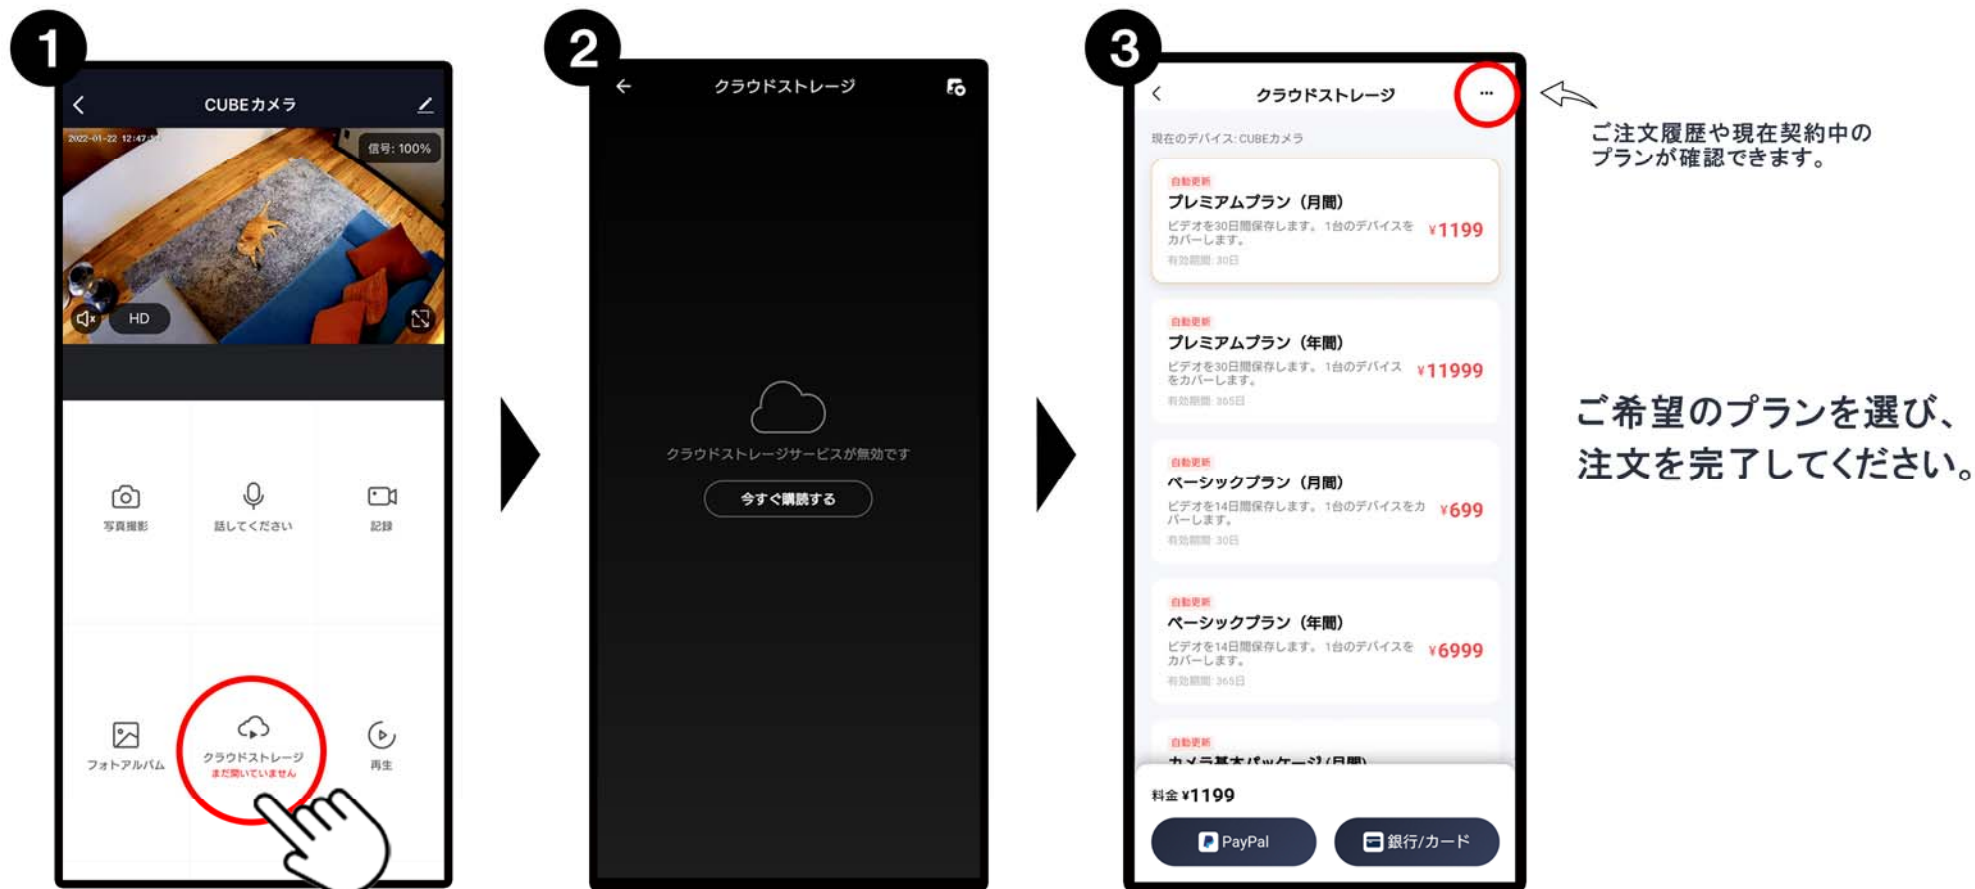 1
CUBEカメラ
2022-01-22 12:47:
信号: 100%
HD
写真撮影
話してください
記録
フォトアルバム
クラウドストレージ
まだ開いていません
再生
2
クラウドストレージ
クラウドストレージサービスが無効です
今すぐ購読する
3
クラウドストレージ
現在のデバイス: CUBEカメラ
自動更新
プレミアムプラン（月間）
ビデオを30日間保存します。 1台のデバイスを
カバーします。
¥1199
有効期間: 30日
自動更新
プレミアムプラン（年間）
ビデオを30日間保存します。 1台のデバイス
をカバーします。
¥11999
有効期間: 365日
自動更新
ベーシックプラン（月間）
ビデオを14日間保存します。 1台のデバイスをカ
バーします。
¥699
有効期間: 30日
自動更新
ベーシックプラン（年間）
ビデオを14日間保存します。 1台のデバイスを
カバーします。
¥6999
有効期間: 365日
自動更新
カメラ基本パッケージ (月間)
料金 ¥1199
PayPal
銀行/カード
ご注文履歴や現在契約中の
プランが確認できます。
ご希望のプランを選び、
注文を完了してください。